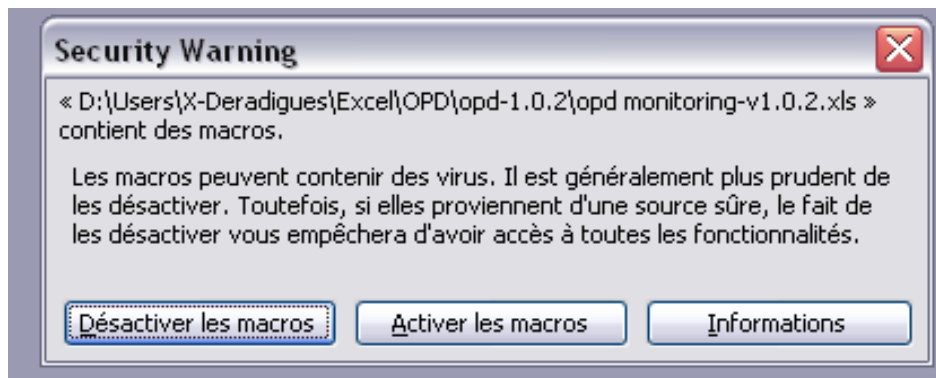 Security Warning
« D:\Users\X-Deradigues\Excel\OPD\opd-1.0.2\opd monitoring-v1.0.2.xls »
contient des macros.
Les macros peuvent contenir des virus. Il est généralement plus prudent de
les désactiver. Toutefois, si elles proviennent d'une source sûre, le fait de
les désactiver vous empêchera d'avoir accès à toutes les fonctionnalités.
Désactiver les macros
Activer les macros
Informations